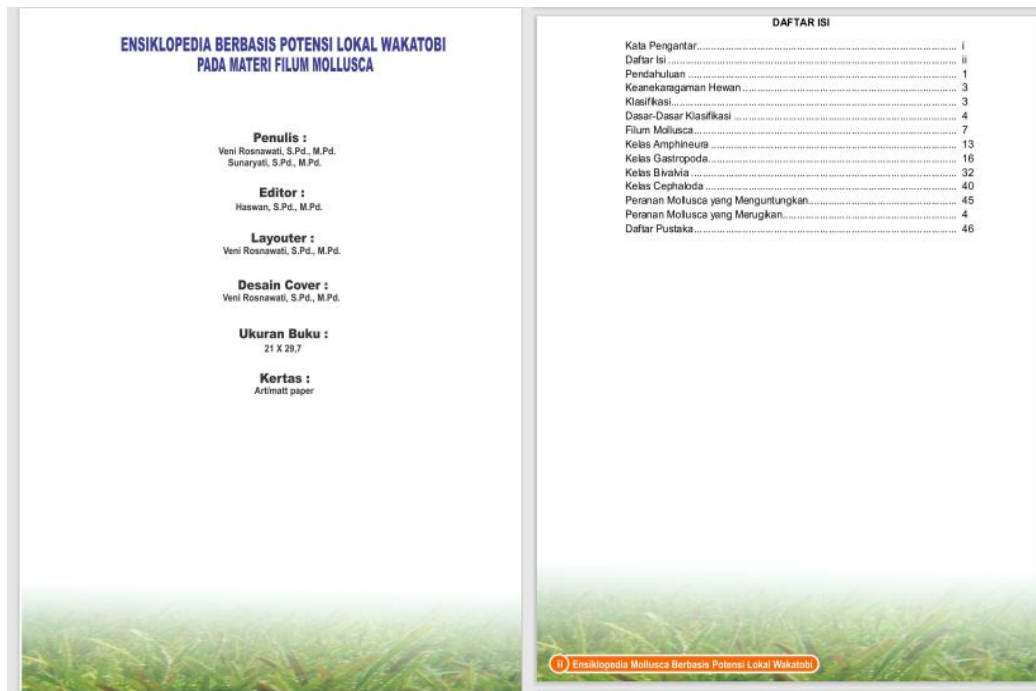 ENSIKLOPEDIA BERBASIS POTENSI LOKAL WAKATOBI
PADA MATERI FILUM MOLLUSCA
Penulis :
Veni Rosnawati, S.Pd., M.Pd.
Sunaryati, S.Pd., M.Pd.
Editor :
Haswan, S.Pd., M.Pd.
Layouter :
Veni Rosnawati, S.Pd., M.Pd.
Desain Cover :
Veni Rosnawati, S.Pd., M.Pd.
Ukuran Buku :
21 X 29,7
Kertas :
Art/matt paper
DAFTAR ISI
Kata Pengantar.......... i
Daftar Isi.......... ii
Pendahuluan.......... 1
Keanekaragaman Hewan.......... 3
Klasifikasi.......... 3
Dasar-Dasar Klasifikasi.......... 4
Filum Mollusca.......... 7
Kelas Amphineura.......... 13
Kelas Gastropoda.......... 16
Kelas Bivalvia.......... 32
Kelas Cephaloda.......... 40
Peranan Mollusca yang Menguntungkan.......... 45
Peranan Mollusca yang Merugikan.......... 4
Daftar Pustaka.......... 46
ii Ensiklopedia Mollusca Berbasis Potensi Lokal Wakatobi